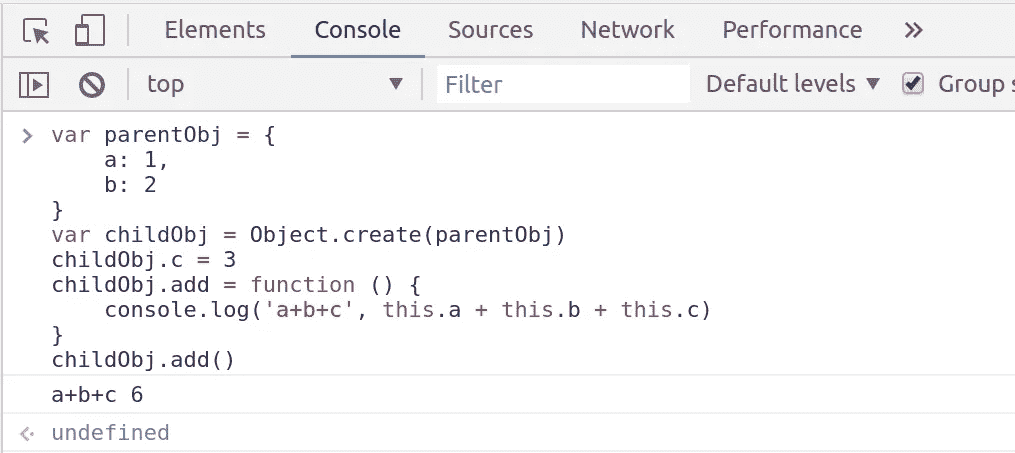 Elements Console Sources Network Performance »
top ▼ Filter Default levels ▼ Group s
> var parentObj = {
    a: 1,
    b: 2
}
var childObj = Object.create(parentObj)
childObj.c = 3
childObj.add = function () {
    console.log('a+b+c', this.a + this.b + this.c)
}
childObj.add()
a+b+c 6
undefined